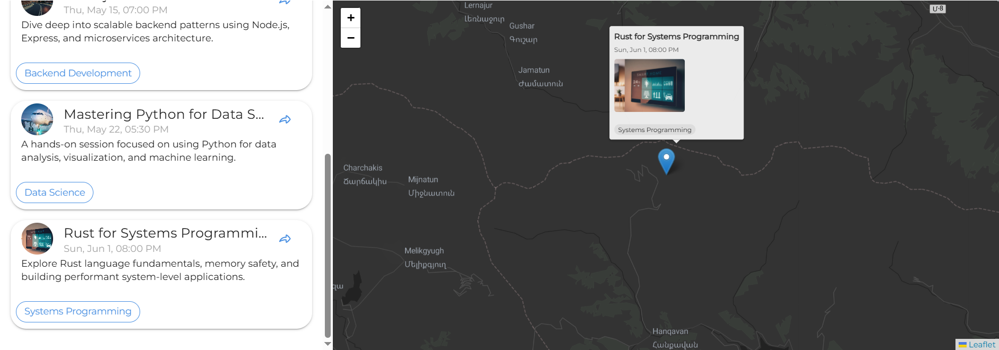 Thu, May 15, 07:00 PM
Dive deep into scalable backend patterns using Node.js,
Express, and microservices architecture.
Backend Development
Mastering Python for Data S...
Thu, May 22, 05:30 PM
A hands-on session focused on using Python for data
analysis, visualization, and machine learning.
Data Science
Rust for Systems Programmi...
Sun, Jun 1, 08:00 PM
Explore Rust language fundamentals, memory safety, and
building performant system-level applications.
Systems Programming
+
−
Lernajur
Լեռնաջուր
Gushar
Գուշար
Մ-8
Rust for Systems Programming
Sun, Jun 1, 08:00 PM
SMART HOME
24
Systems Programming
Jamatun
Ժամատուն
Charchakis
Ճարճակիս
Mijnatun
Միջնատուն
Melikgyugh
Մելիքգյուղ
զա
Hanqavan
Հանքավան
Leaflet